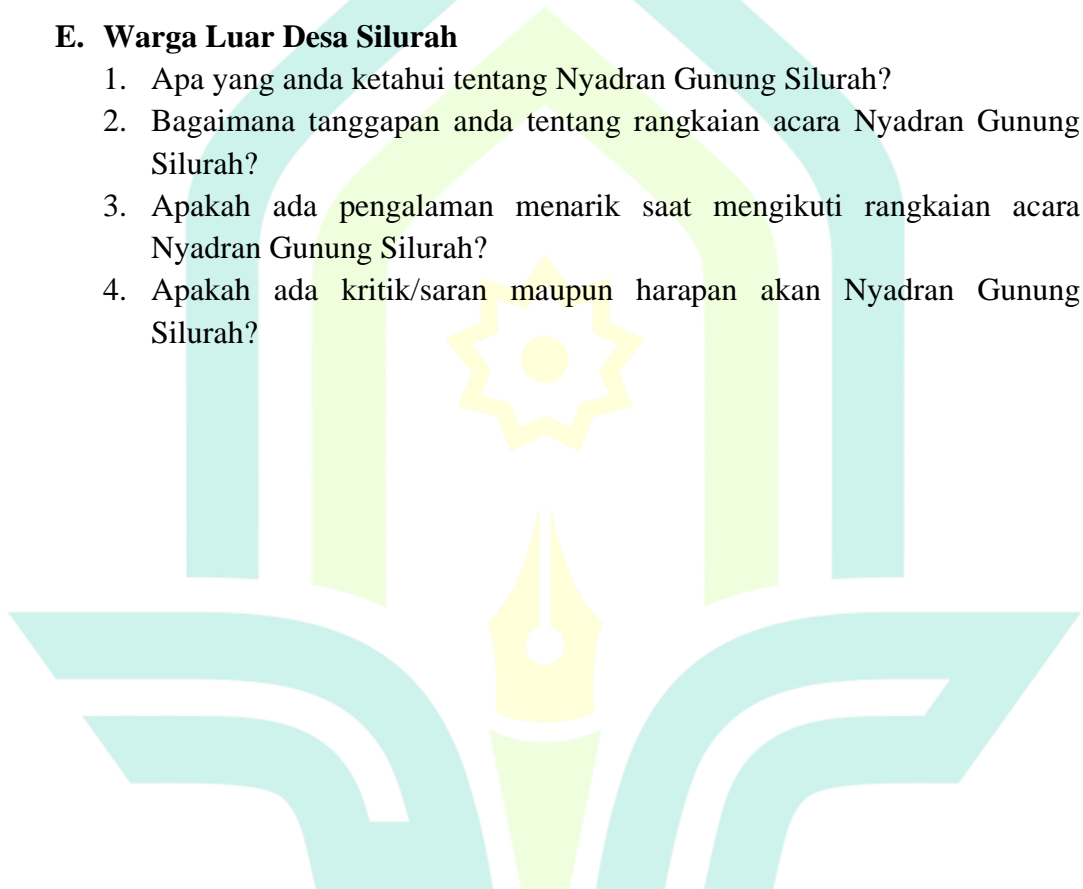 E. Warga Luar Desa Silurah
1. Apa yang anda ketahui tentang Nyadran Gunung Silurah?
2. Bagaimana tanggapan anda tentang rangkaian acara Nyadran Gunung
Silurah?
3. Apakah ada pengalaman menarik saat mengikuti rangkaian acara
Nyadran Gunung Silurah?
4. Apakah ada kritik/saran maupun harapan akan Nyadran Gunung
Silurah?